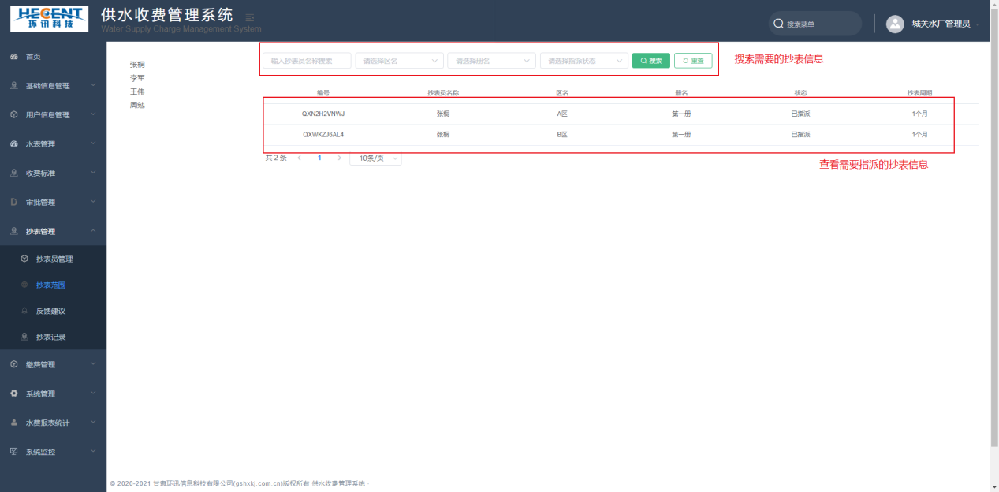 HECENT
环讯科技
供水收费管理系统
Water Supply Charge Management System
搜索菜单
城关水厂管理员
首页
基础信息管理
用户信息管理
水表管理
收费标准
审批管理
抄表管理
抄表员管理
抄表范围
反馈建议
抄表记录
缴费管理
系统管理
水费报表统计
系统监控
张桐
李军
王伟
周勉
输入抄表员名称搜索 请选择区名 请选择册名 请选择指派状态 搜索 重置
搜索需要的抄表信息
编号 抄表员名称 区名 册名 状态 抄表周期
QXN2H2VNWJ 张桐 A区 第一册 已指派 1个月
QXWKZJ6AL4 张桐 B区 第一册 已指派 1个月
共 2 条 1 10条/页
查看需要指派的抄表信息
© 2020-2021 甘肃环讯信息科技有限公司(gshxkj.com.cn)版权所有 供水收费管理系统 -